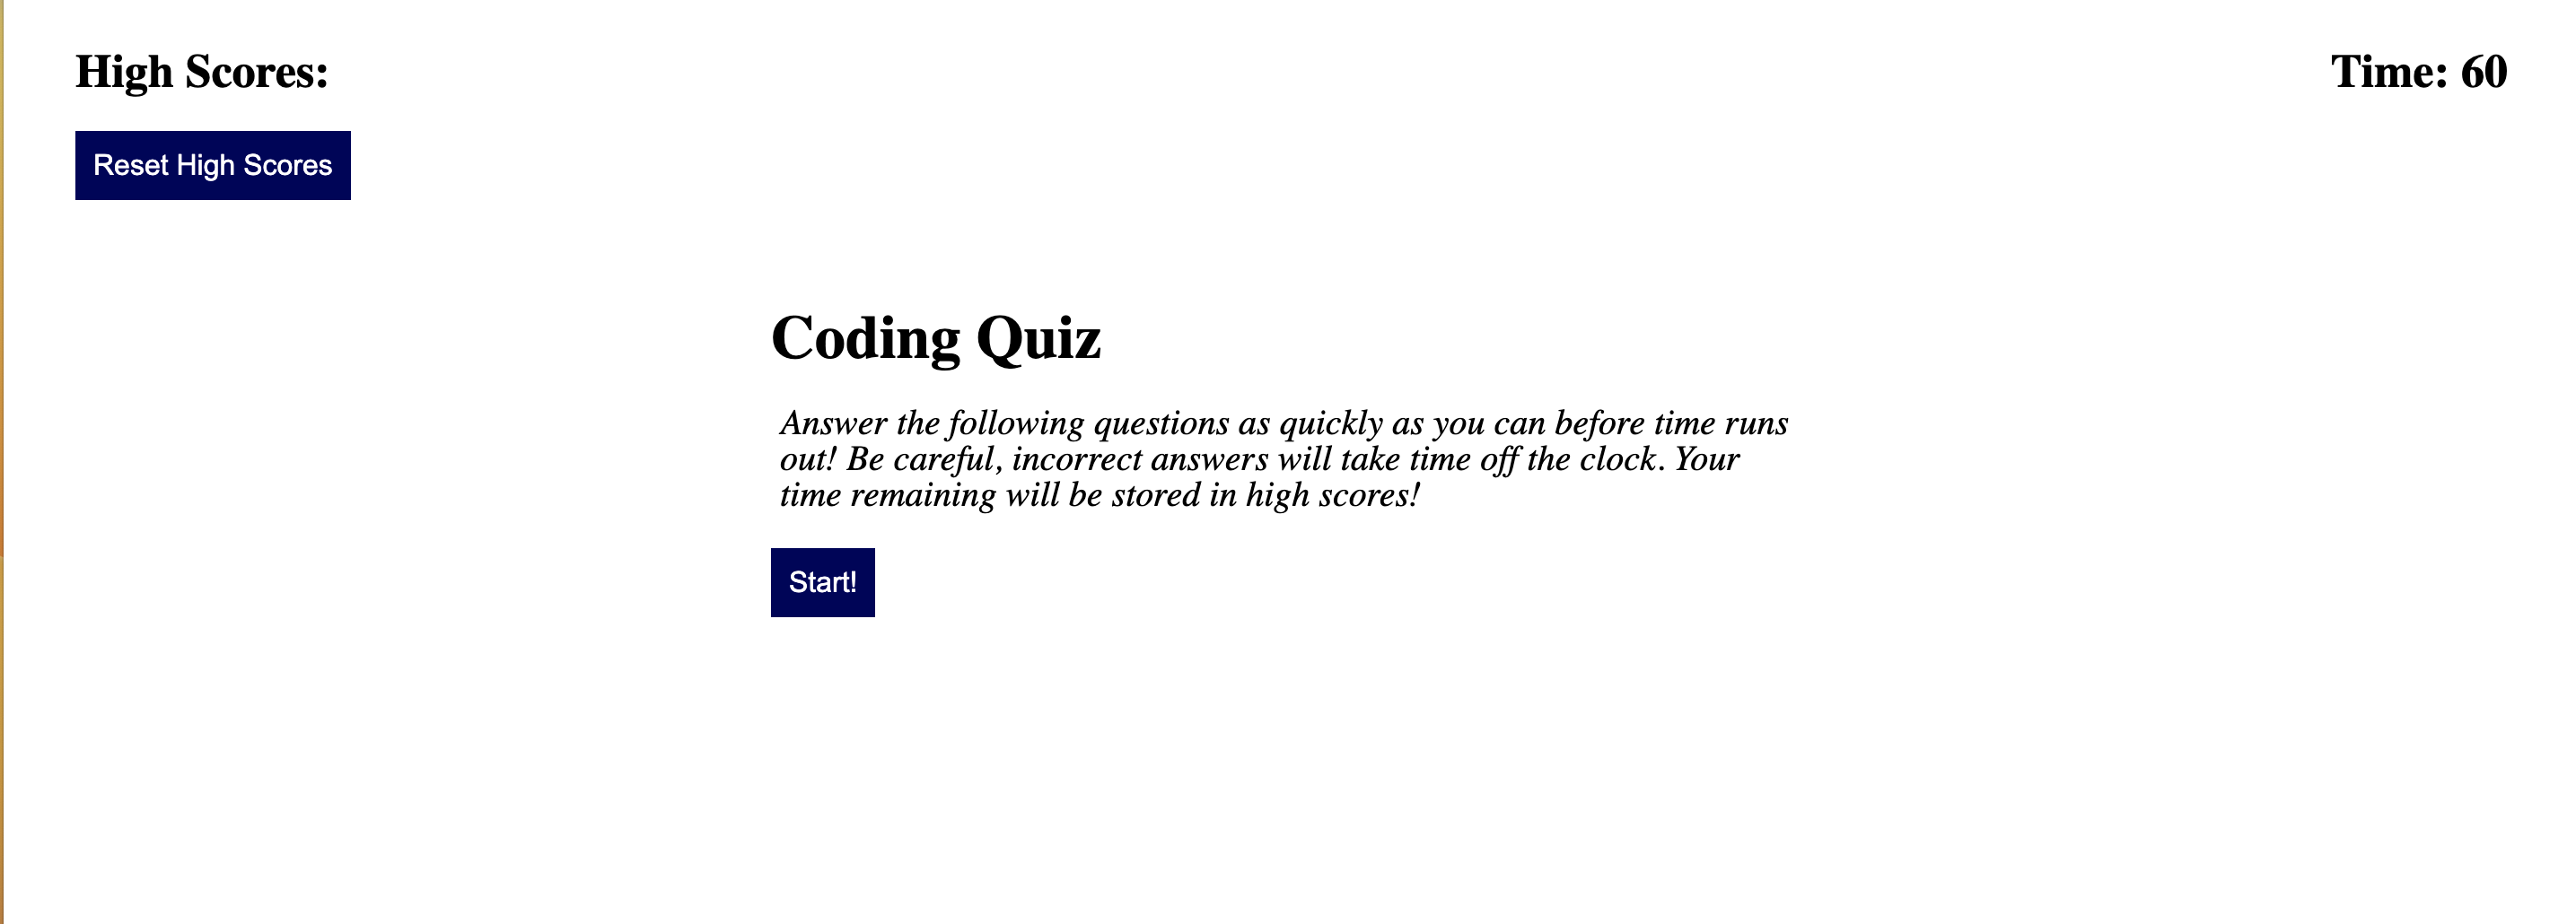 High Scores:
Time: 60
Reset High Scores
Coding Quiz
Answer the following questions as quickly as you can before time runs
out! Be careful, incorrect answers will take time off the clock. Your
time remaining will be stored in high scores!
Start!